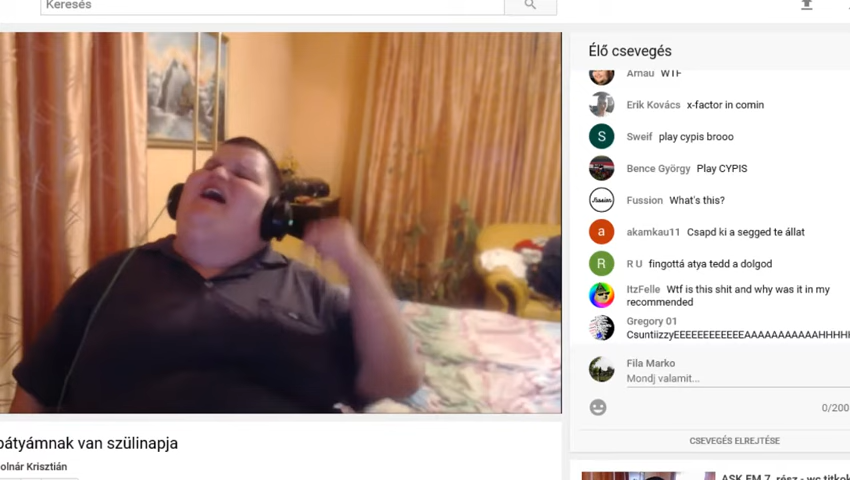 Keresés
Élő csevegés
Arnau WTF
Erik Kovács x-factor in comin
Sweif play cypis brooo
Bence György Play CYPIS
Fussion What's this?
akamkau11 Csapd ki a segged te állat
R U fingottá atya tedd a dolgod
ItzFelle Wtf is this shit and why was it in my
recommended
Gregory 01
CsuntiizzyEEEEEEEEEEEEAAAAAAAAAAAHHHH
Fila Marko
Mondj valamit...
0/200
CSEVEGÉS ELREJTÉSE
bátyámnak van szülinapja
olnár Krisztián
ASK.FM 7. rész - wc titkok